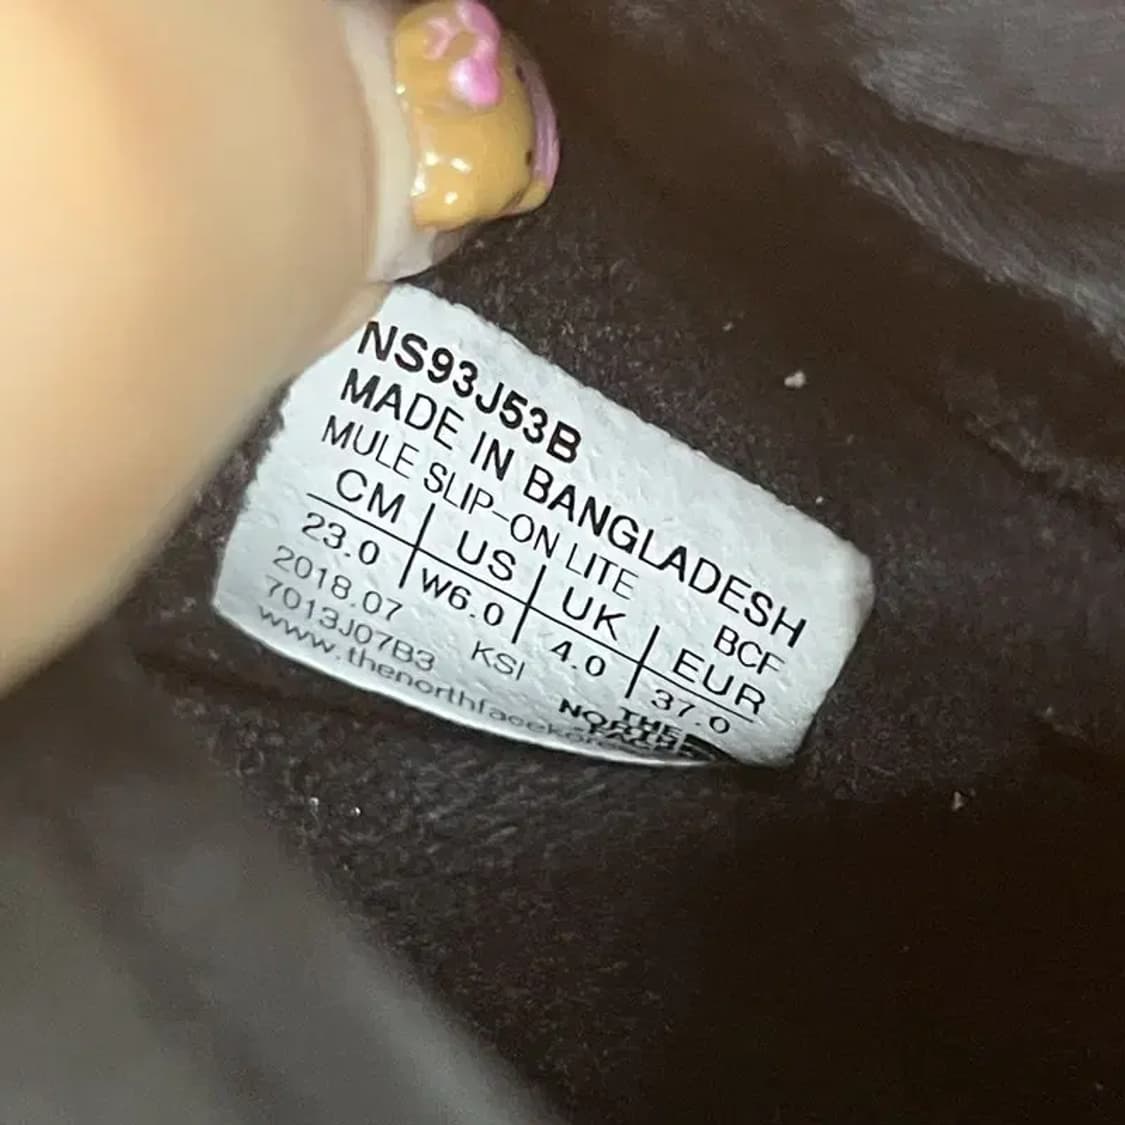 NS93J53B
MADE IN BANGLADESH
MULE SLIP-ON LITE BCF
CM US UK EUR
23.0 W6.0 4.0 37.0
2018.07
7013J07B3 KSI
THE
NORTH
FACE